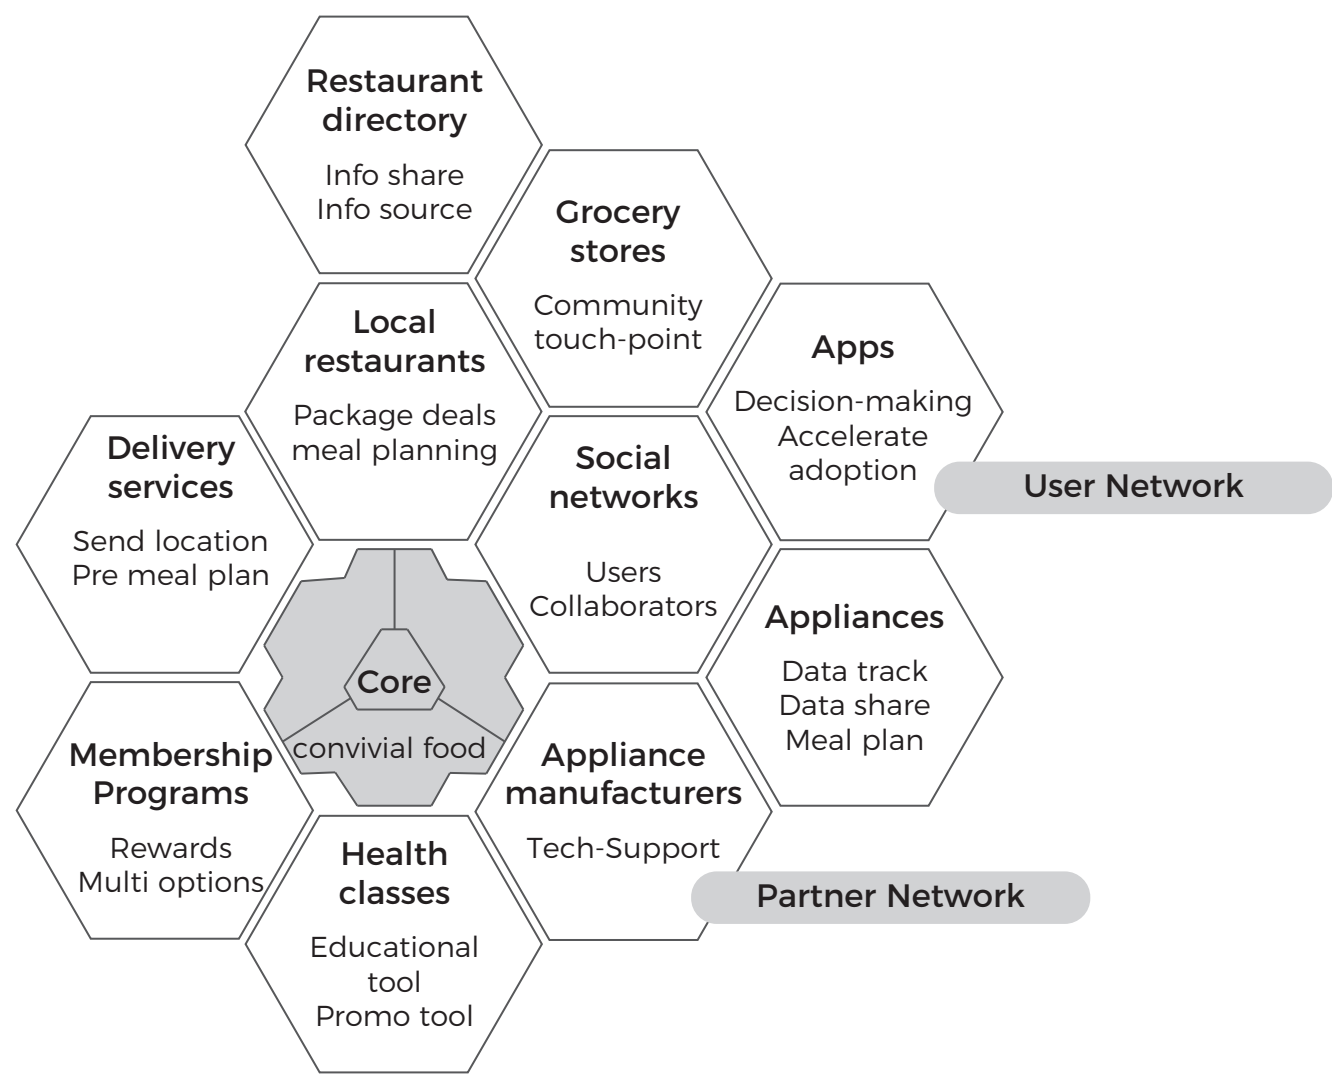 Restaurant
directory
Info share
Info source
Grocery
stores
Community
touch-point
Local
restaurants
Package deals
meal planning
Apps
Decision-making
Accelerate
adoption
User Network
Delivery
services
Send location
Pre meal plan
Social
networks
Users
Collaborators
Appliances
Data track
Data share
Meal plan
Core
convivial food
Membership
Programs
Rewards
Multi options
Appliance
manufacturers
Tech-Support
Partner Network
Health
classes
Educational
tool
Promo tool